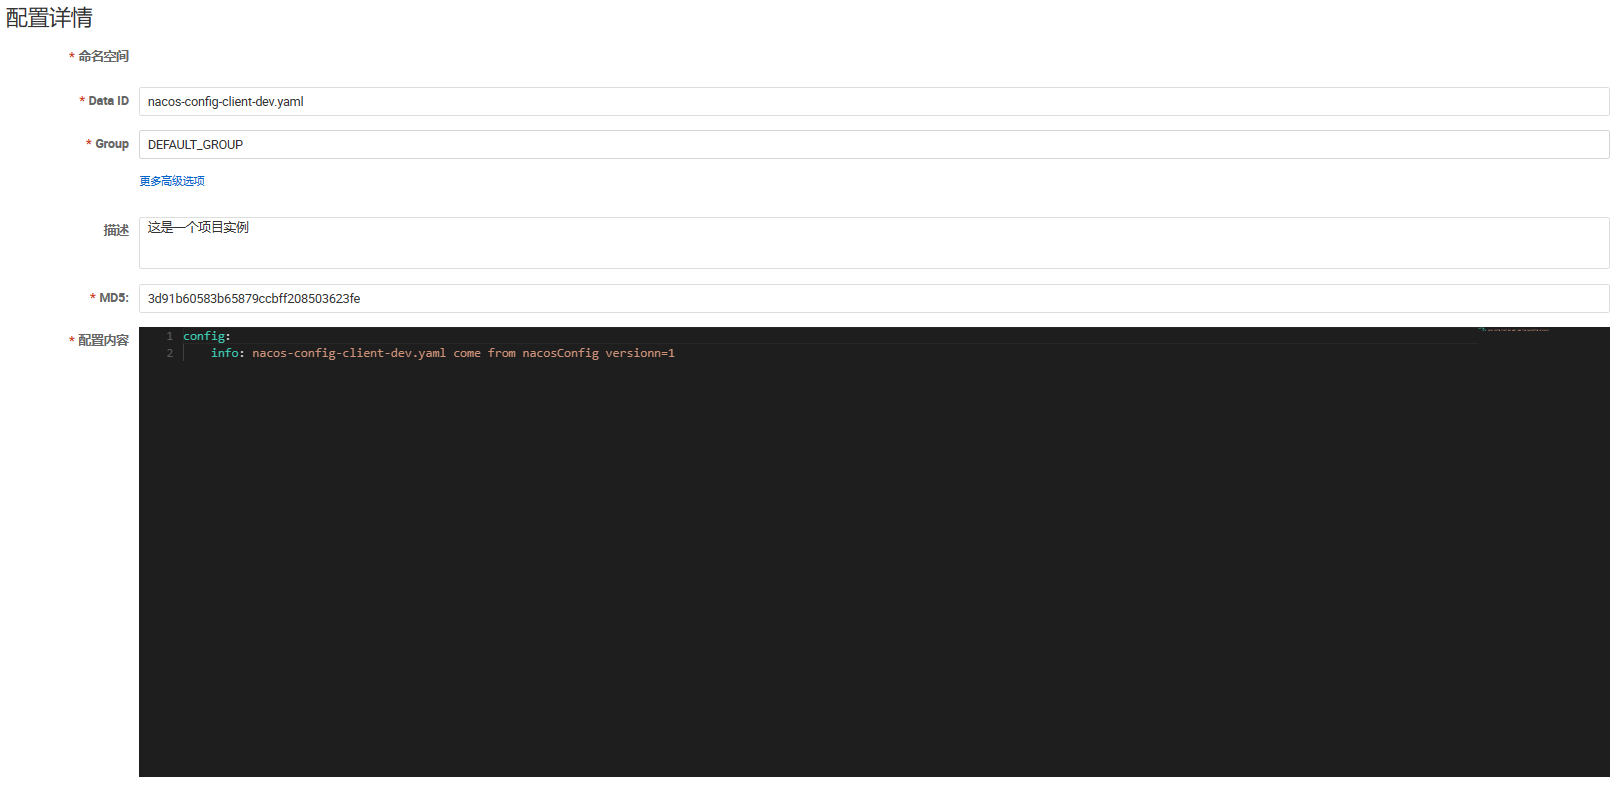 配置详情
* 命名空间
* Data ID nacos-config-client-dev.yaml
* Group DEFAULT_GROUP
更多高级选项
描述 这是一个项目实例
* MD5: 3d91b60583b65879ccbff208503623fe
* 配置内容
1 config:
2 info: nacos-config-client-dev.yaml come from nacosConfig versionn=1